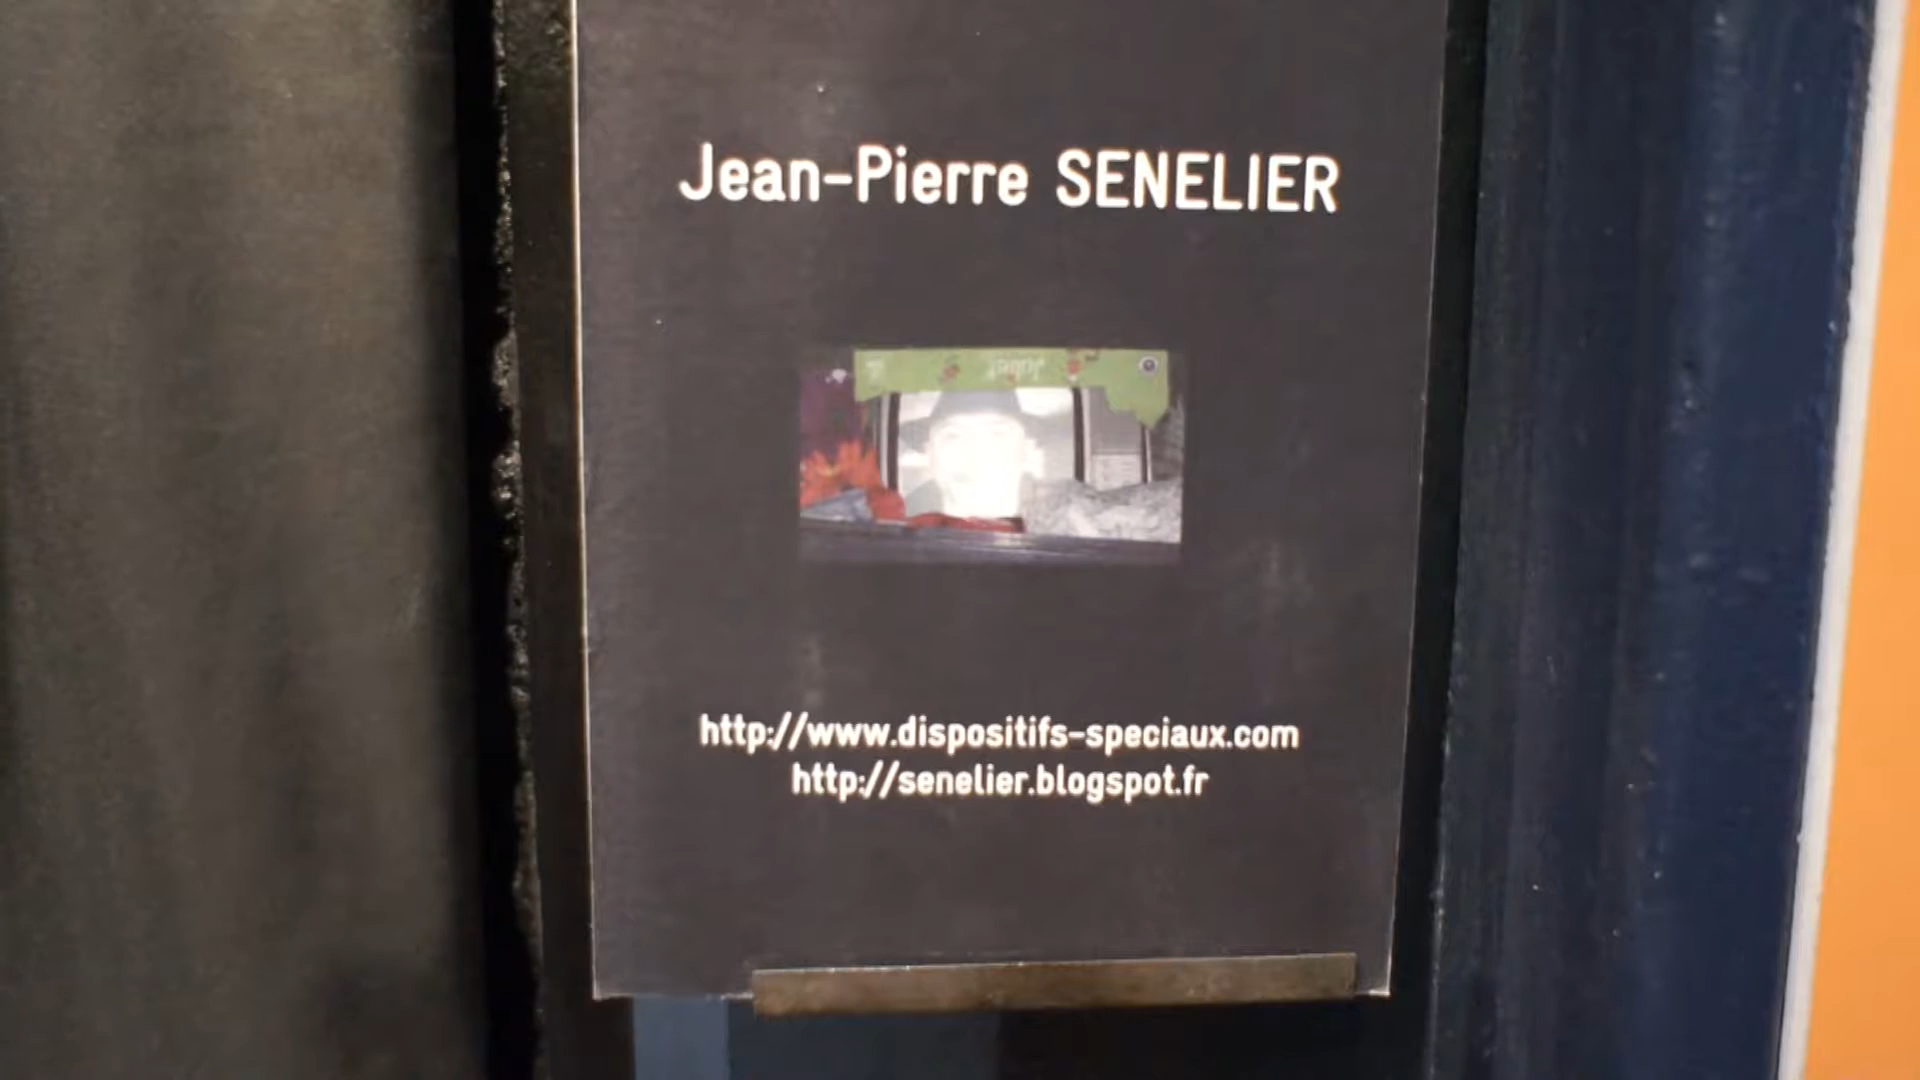 Jean-Pierre SENELIER
http://www.dispositifs-speciaux.com
http://senelier.blogspot.fr